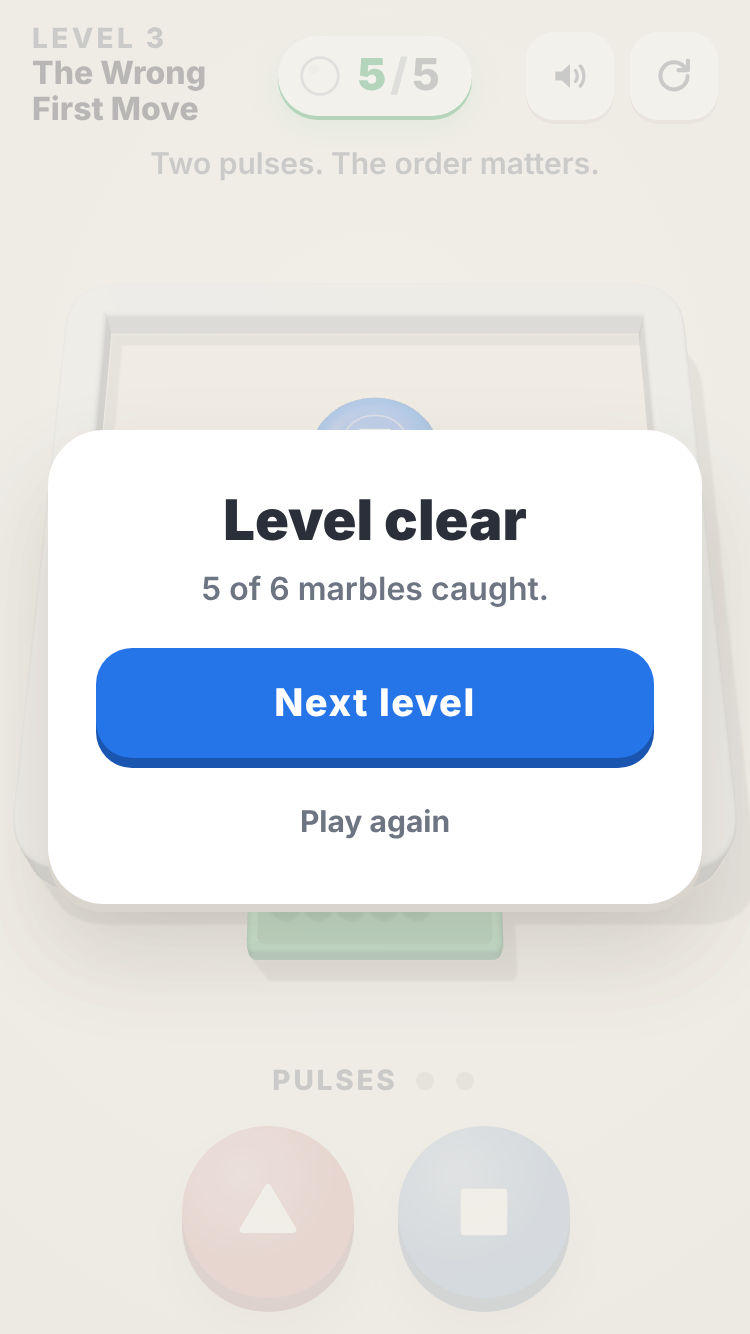 LEVEL 3
The Wrong
First Move
5/5
Two pulses. The order matters.
Level clear
5 of 6 marbles caught.
Next level
Play again
PULSES